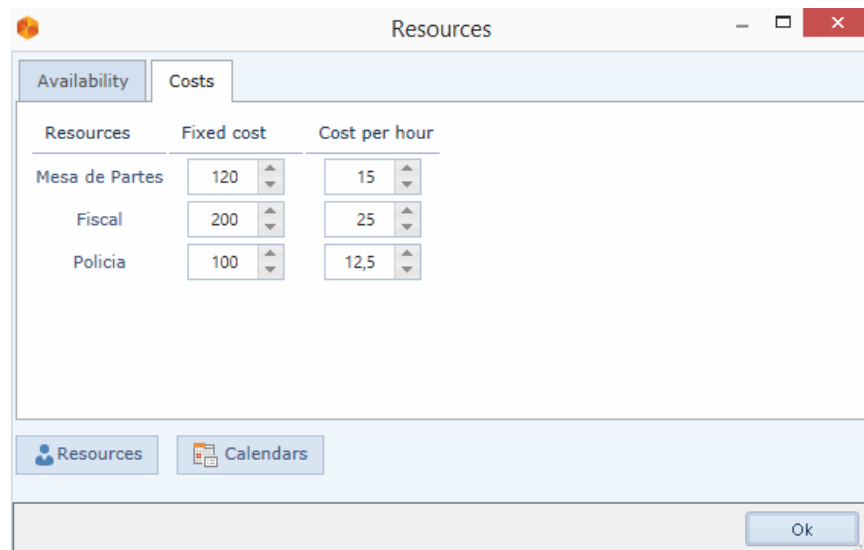 Resources
Availability Costs
Resources Fixed cost Cost per hour
Mesa de Partes 120 15
Fiscal 200 25
Policia 100 12,5
Resources Calendars
Ok